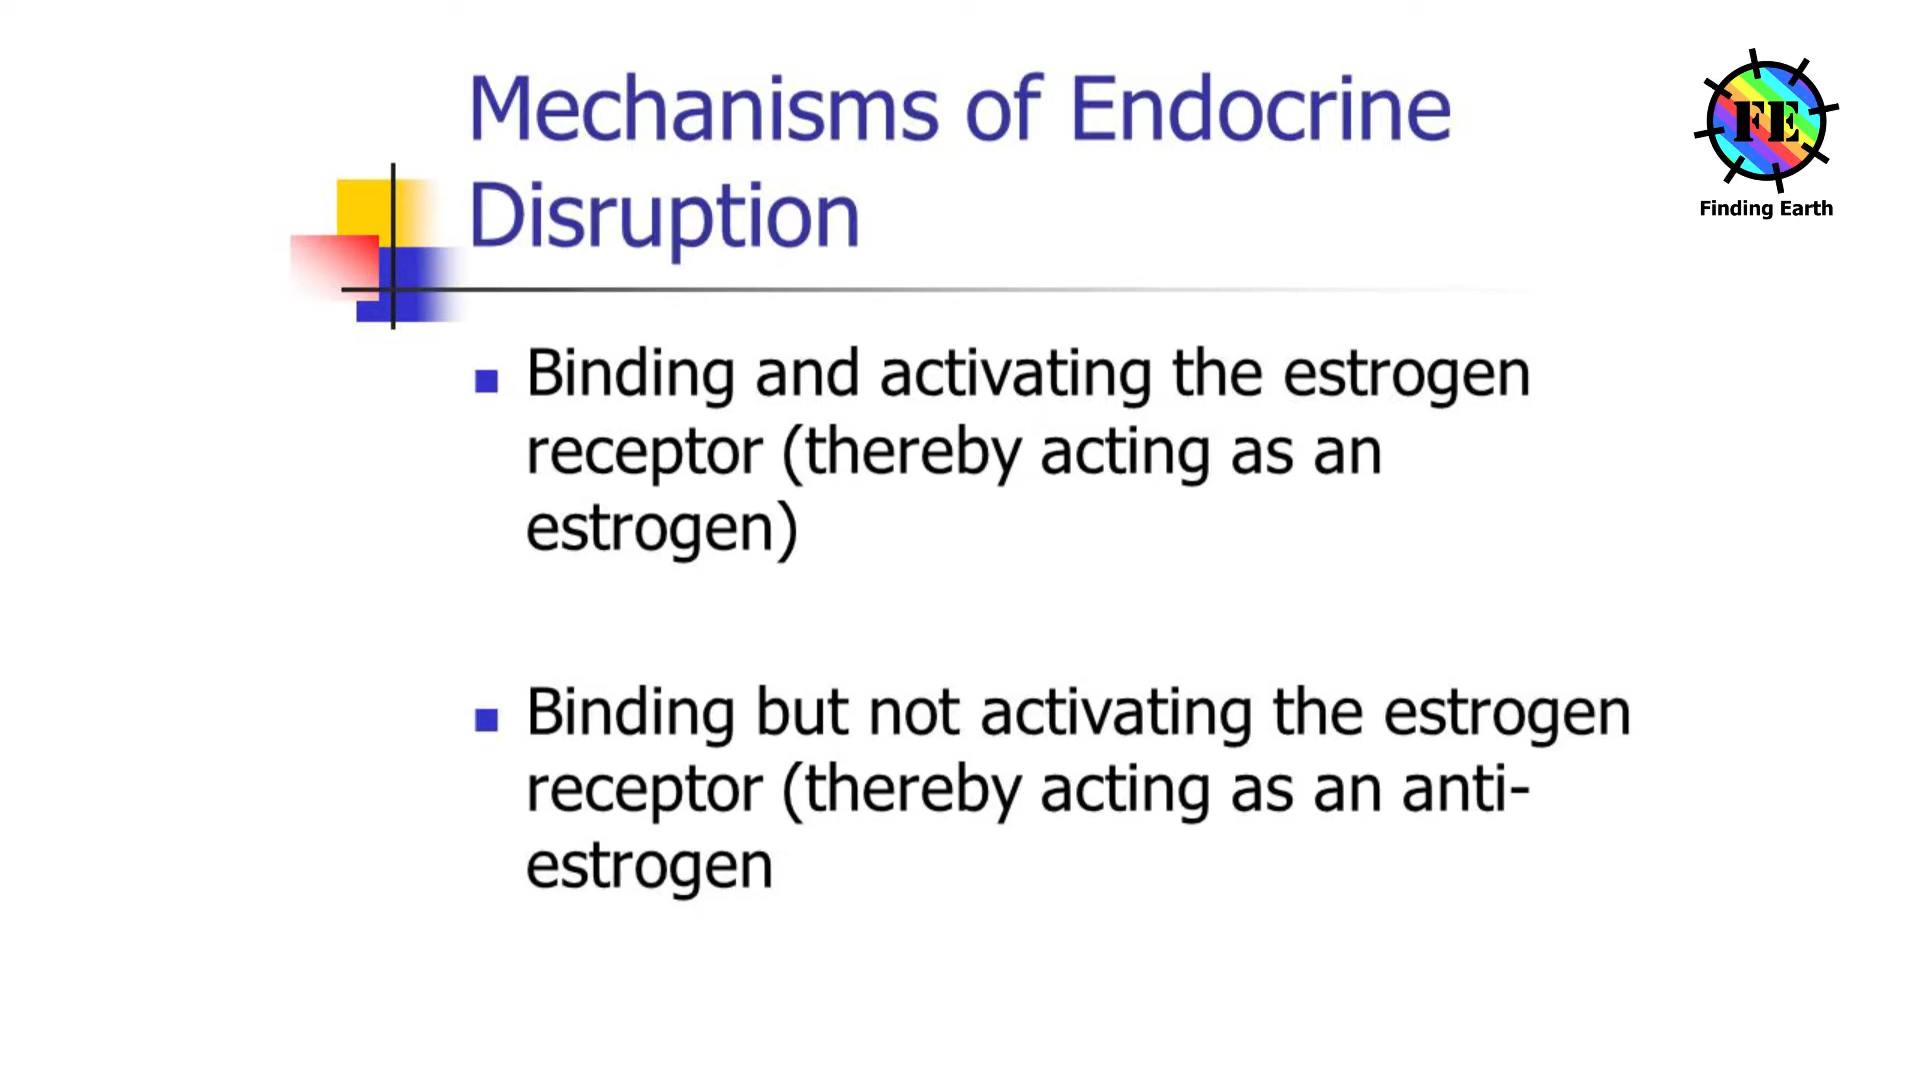 Mechanisms of Endocrine
Disruption
FE
Finding Earth
Binding and activating the estrogen
receptor (thereby acting as an
estrogen)
Binding but not activating the estrogen
receptor (thereby acting as an anti-
estrogen